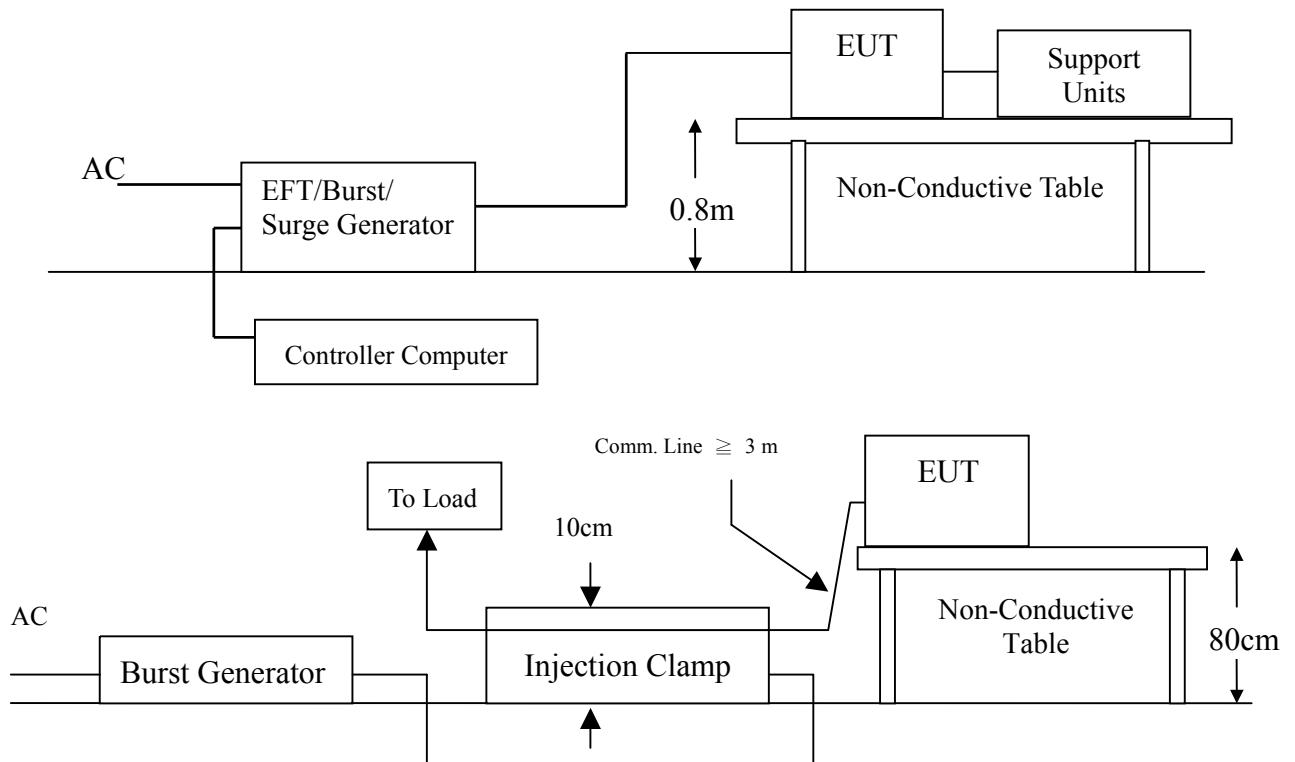 EUT
Support
Units
AC
EFT/Burst/
Surge Generator
0.8m
Non-Conductive Table
Controller Computer
Comm. Line ≧ 3 m
EUT
To Load
10cm
AC
Burst Generator
Injection Clamp
Non-Conductive
Table
80cm